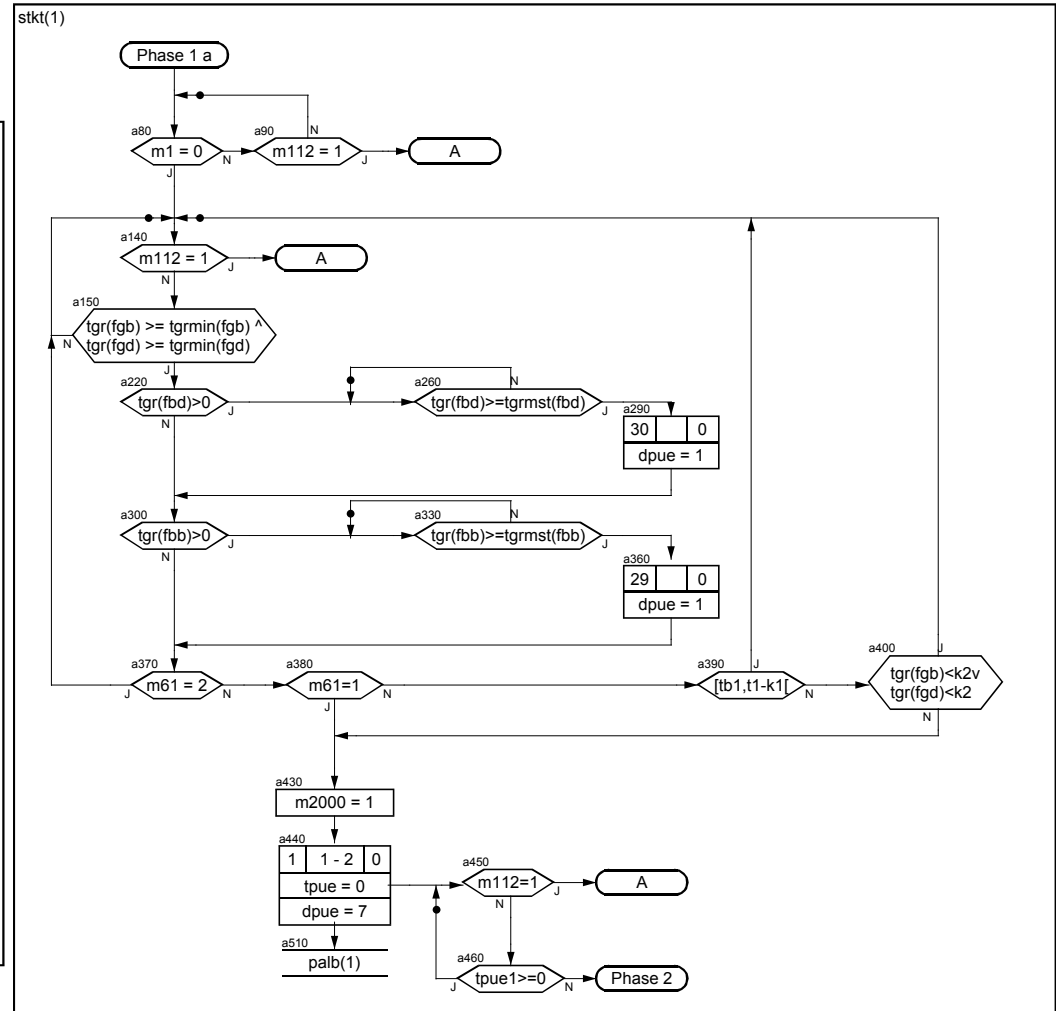 stkt(1)
Phase 1 a
a80
m1 = 0
N
J
a90
m112 = 1
N
J
A
a140
m112 = 1
J
N
A
a150
tgr(fgb) >= tgrmin(fgb) ^
tgr(fgd) >= tgrmin(fgd)
N
J
a220
tgr(fbd)>0
J
N
a260
tgr(fbd)>=tgrmst(fbd)
N
J
a290
30 0
dpue = 1
a300
tgr(fbb)>0
J
N
a330
tgr(fbb)>=tgrmst(fbb)
N
J
a360
29 0
dpue = 1
a370
m61 = 2
J
N
a380
m61=1
N
J
a390
[tb1,t1-k1[
J
N
a400
tgr(fgb)<k2v
tgr(fgd)<k2
J
N
a430
m2000 = 1
a440
1 1 - 2 0
tpue = 0
dpue = 7
a450
m112=1
J
N
A
a510
palb(1)
a460
tpue1>=0
J
N
Phase 2